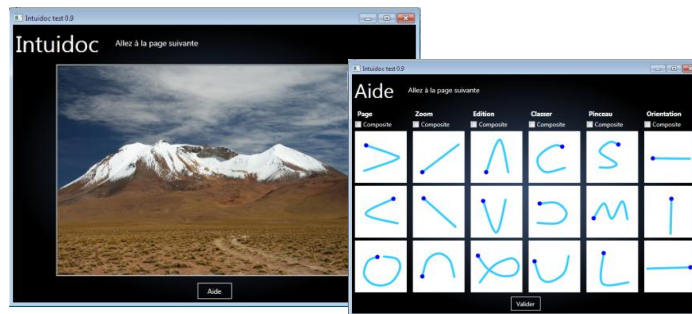 Intuidoc test 0.9
Intuidoc Allez à la page suivante
Aide
Intuidoc test 0.9
Aide Allez à la page suivante
Page Zoom Edition Classer Pinceau Orientation
Composite Composite Composite Composite Composite Composite
Valider